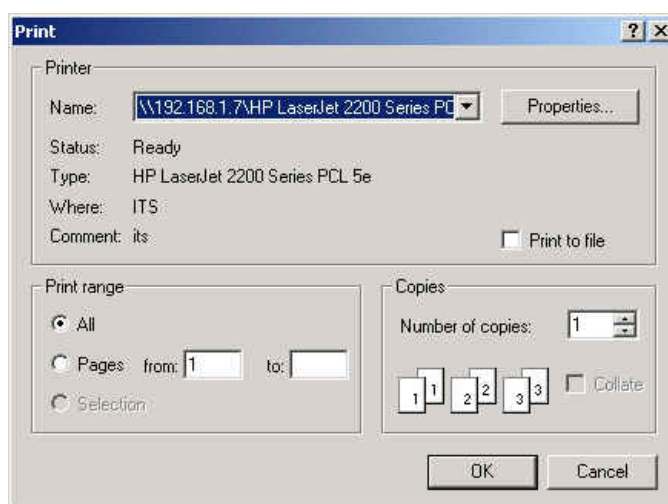 Print
Printer
Name: \\192.168.1.7\HP LaserJet 2200 Series PC Properties...
Status: Ready
Type: HP LaserJet 2200 Series PCL 5e
Where: ITS
Comment: its
Print to file
Print range
All
Pages from: 1 to:
Selection
Copies
Number of copies: 1
1 1 2 2 3 3 Collate
OK Cancel